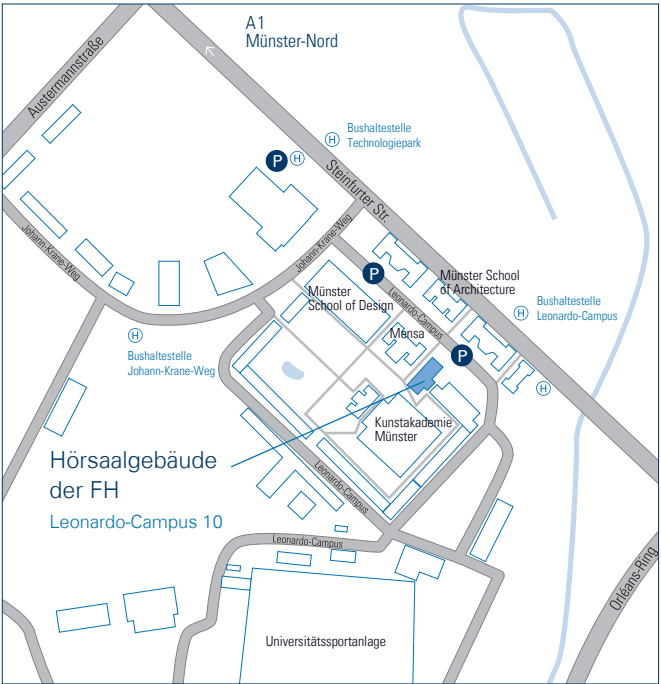 A1
Münster-Nord
Austermannstraße
H
Bushaltestelle
Technologiepark
P
H
Steinfurter Str.
Johann-Krane-Weg
Johann-Krane-Weg
P
Münster School
of Architecture
Münster
School of Design
Leonardo-Campus
H
Bushaltestelle
Leonardo-Campus
Mensa
H
Bushaltestelle
Johann-Krane-Weg
P
H
Kunstakademie
Münster
Hörsaalgebäude
der FH
Leonardo-Campus 10
Leonardo-Campus
Leonardo-Campus
Orléans-Ring
Universitätssportanlage